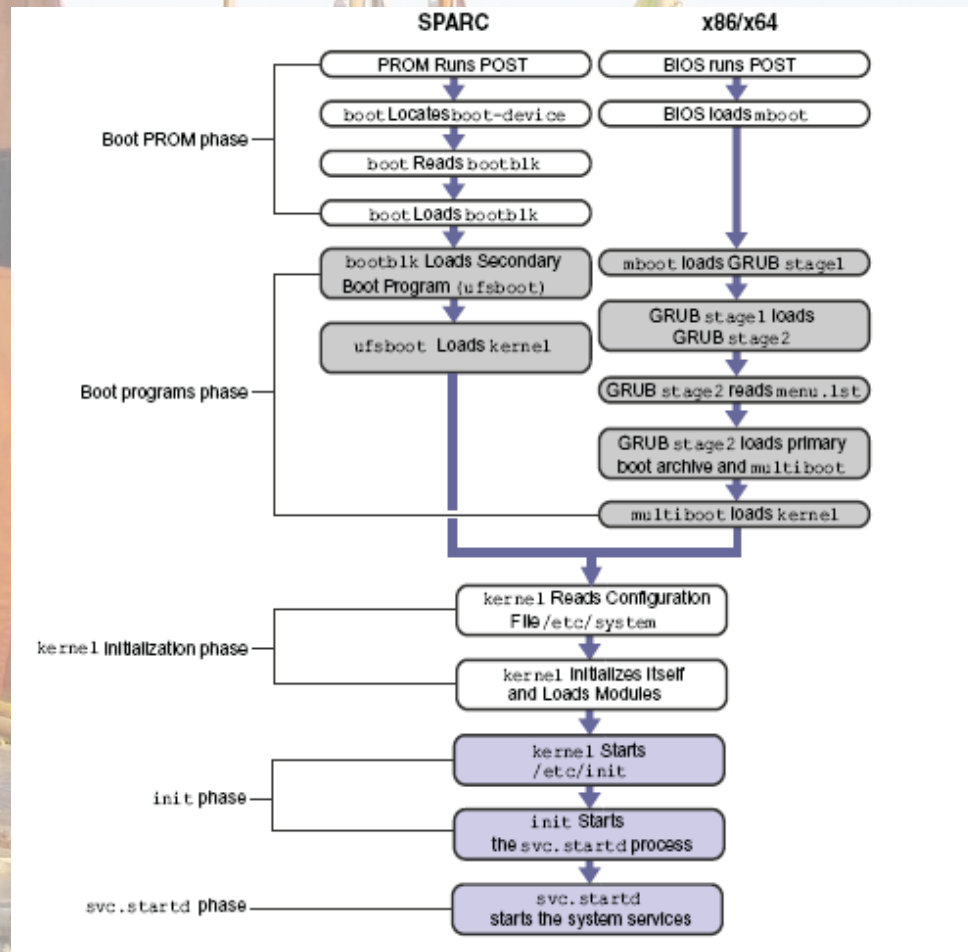 SPARC
x86/x64
PROM Runs POST
BIOS runs POST
boot Locates boot-device
BIOS loads mboot
Boot PROM phase
boot Reads bootblk
boot Loads bootblk
bootblk Loads Secondary
Boot Program (ufsboot)
mboot loads GRUB stage1
GRUB stage1 loads
GRUB stage2
ufsboot Loads kernel
Boot programs phase
GRUB stage2 reads menu.lst
GRUB stage2 loads primary
boot archive and multiboot
multiboot loads kernel
kernel Reads Configuration
File /etc/system
kernel Initialization phase
kernel Initializes Itself
and Loads Modules
kernel Starts
/etc/init
init phase
init Starts
the svc.startd process
svc.startd phase
svc.startd
starts the system services